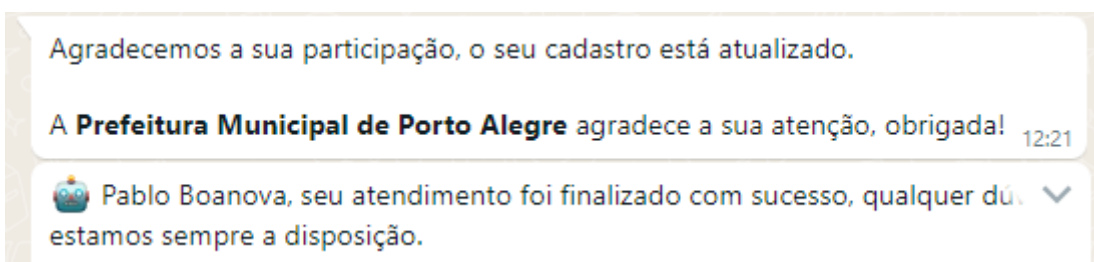 Agradecemos a sua participação, o seu cadastro está atualizado.
A Prefeitura Municipal de Porto Alegre agradece a sua atenção, obrigada! 12:21
🤖 Pablo Boanova, seu atendimento foi finalizado com sucesso, qualquer
estamos sempre a disposição.